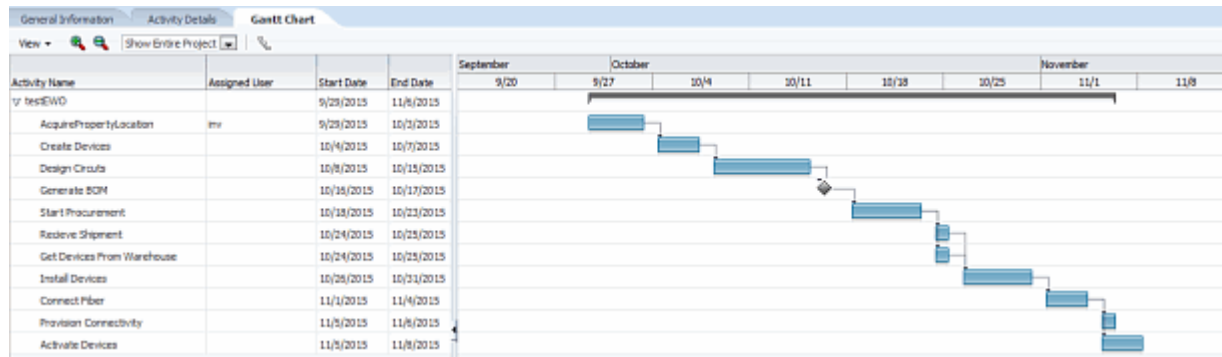 General Information Activity Details Gantt Chart
View Show Entire Project
September October November
Activity Name Assigned User Start Date End Date 9/20 9/27 10/4 10/11 10/18 10/25 11/1 11/8
testEWO 9/29/2015 11/6/2015
AcquirePropertyLocation inv 9/29/2015 10/3/2015
Create Devices 10/4/2015 10/7/2015
Design Circuts 10/8/2015 10/15/2015
Generate BOM 10/16/2015 10/17/2015
Start Procurement 10/18/2015 10/23/2015
Recieve Shipment 10/24/2015 10/25/2015
Get Devices From Warehouse 10/24/2015 10/25/2015
Install Devices 10/26/2015 10/31/2015
Connect Fiber 11/1/2015 11/4/2015
Provision Connectivity 11/5/2015 11/6/2015
Activate Devices 11/5/2015 11/8/2015